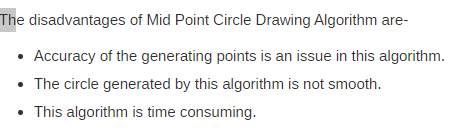 The disadvantages of Mid Point Circle Drawing Algorithm are-
• Accuracy of the generating points is an issue in this algorithm.
• The circle generated by this algorithm is not smooth.
• This algorithm is time consuming.